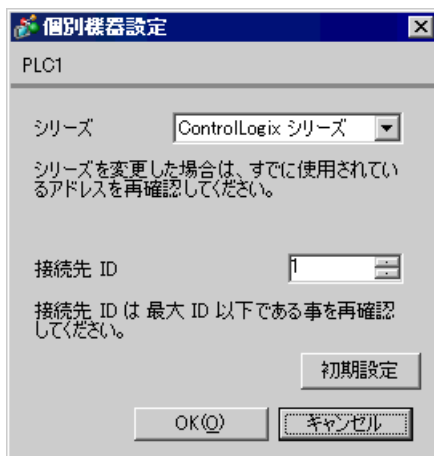 個別機器設定
PLC1
シリーズ
ControlLogix シリーズ
シリーズを変更した場合は、すでに使用されてい
るアドレスを再確認してください。
接続先 ID
1
接続先 ID は 最大 ID 以下である事を再確認
してください。
初期設定
OK(O)
キャンセル